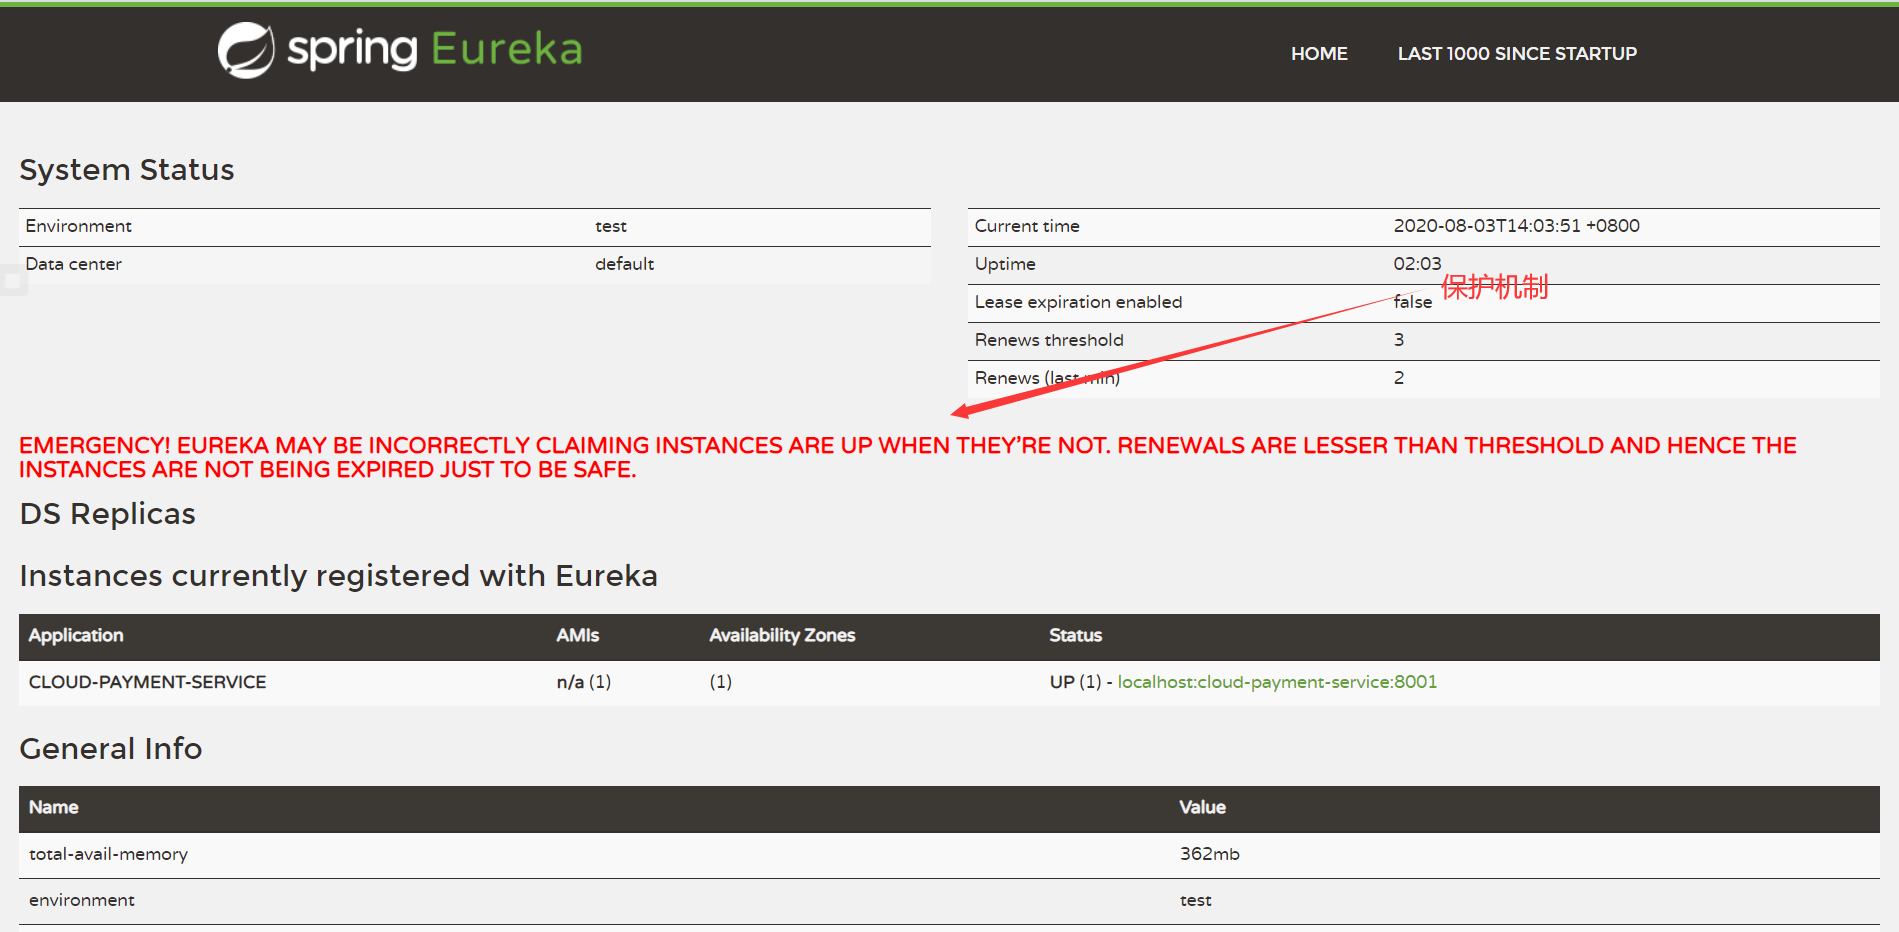 spring Eureka
HOME LAST 1000 SINCE STARTUP
System Status
Environment test
Data center default
Current time 2020-08-03T14:03:51 +0800
Uptime 02:03
保护机制
Lease expiration enabled false
Renews threshold 3
Renews (last min) 2
EMERGENCY! EUREKA MAY BE INCORRECTLY CLAIMING INSTANCES ARE UP WHEN THEY’RE NOT. RENEWALS ARE LESSER THAN THRESHOLD AND HENCE THE
INSTANCES ARE NOT BEING EXPIRED JUST TO BE SAFE.
DS Replicas
Instances currently registered with Eureka
Application AMIs Availability Zones Status
CLOUD-PAYMENT-SERVICE n/a (1) (1) UP (1) - localhost:cloud-payment-service:8001
General Info
Name Value
total-avail-memory 362mb
environment test